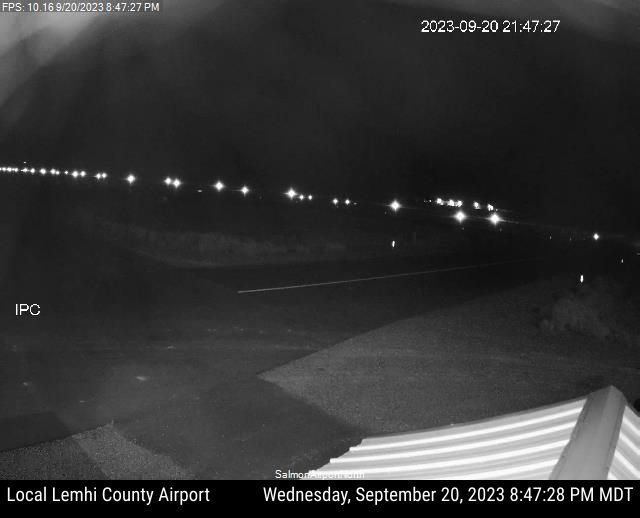 FPS: 10.16 9/20/2023 8:47:27 PM
2023-09-20 21:47:27
IPC
SalmonAirportNorth
Local Lemhi County Airport Wednesday, September 20, 2023 8:47:28 PM MDT